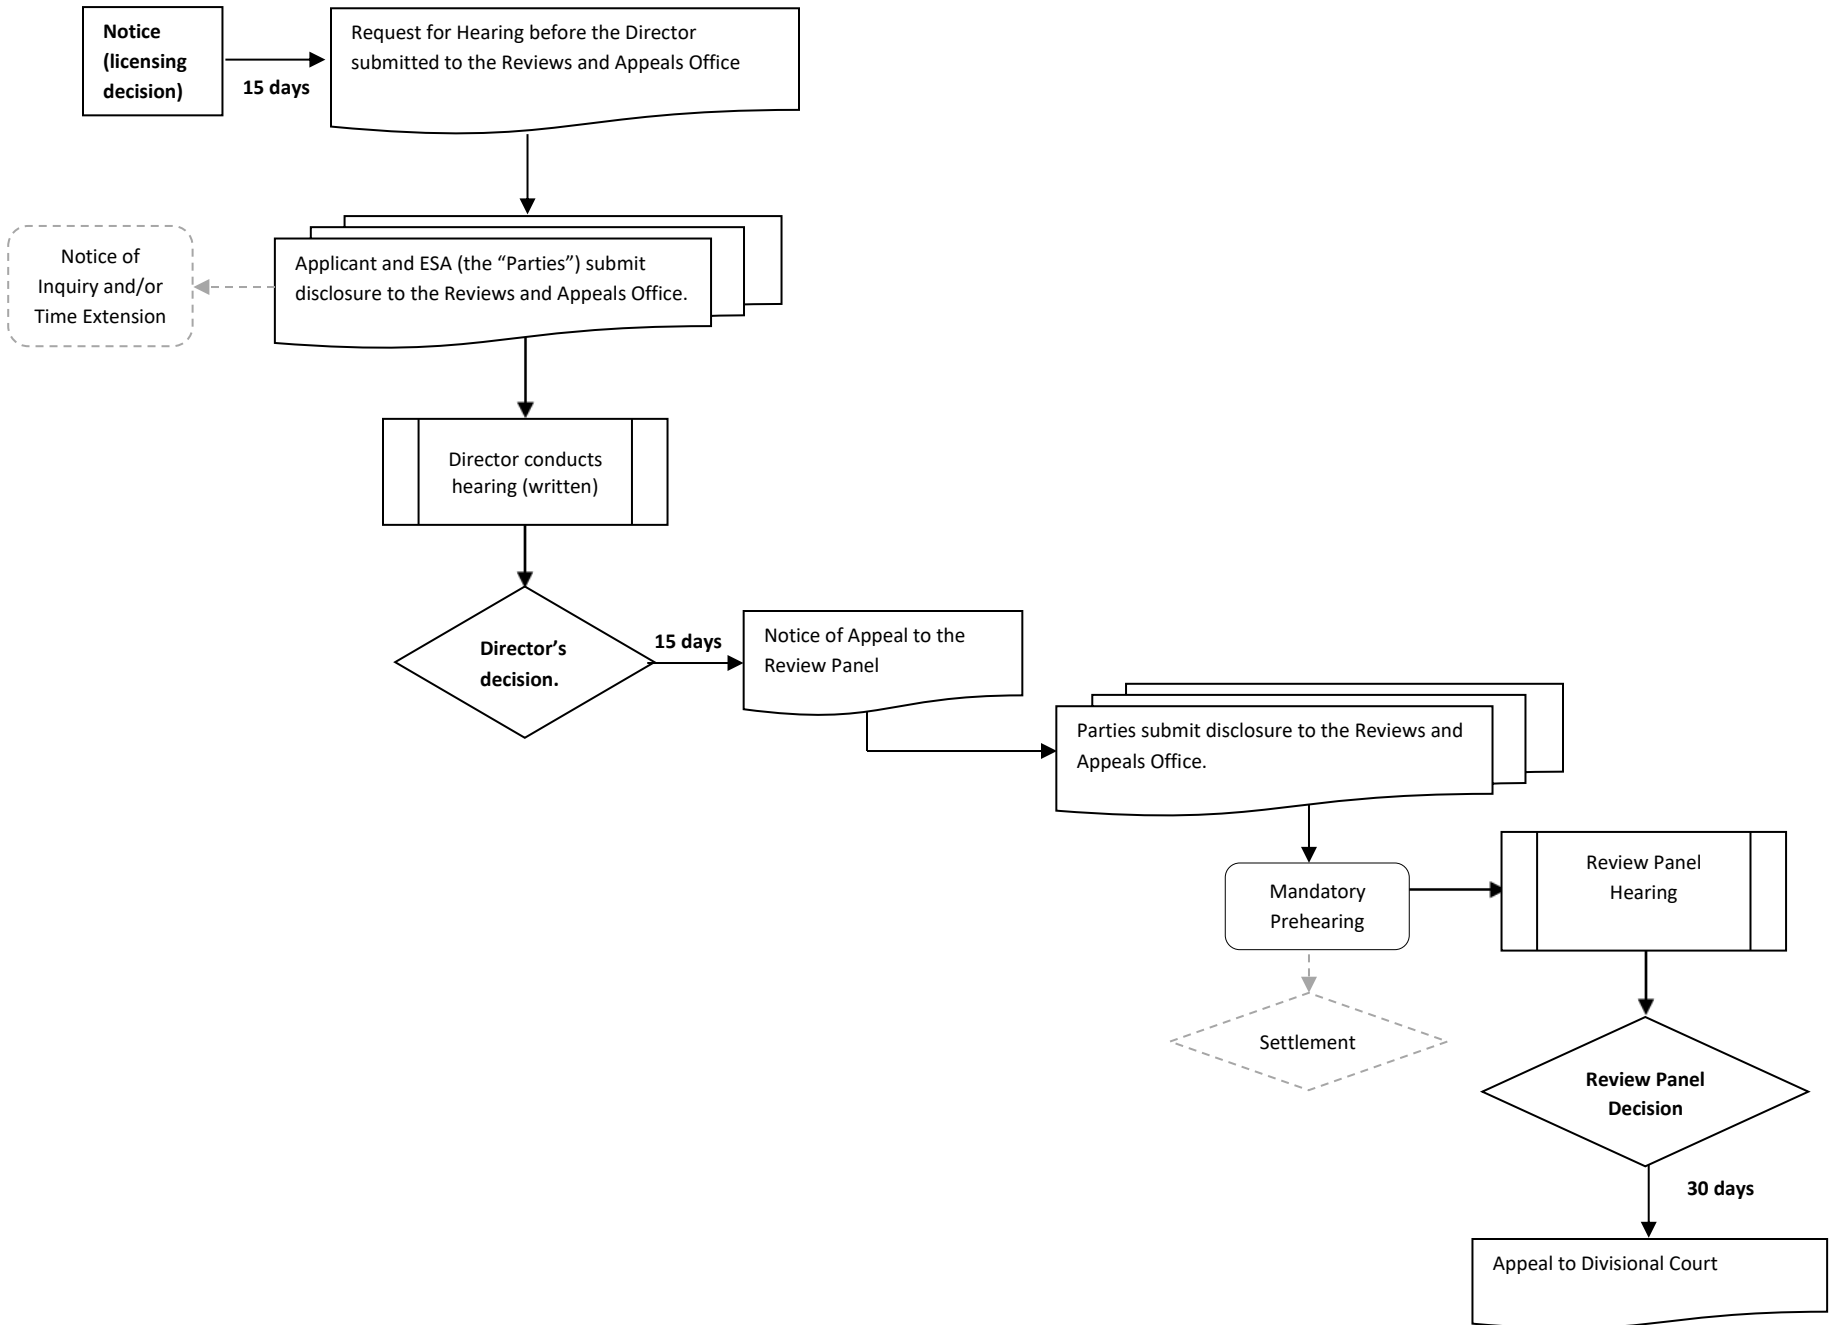 Notice
(licensing
decision)
15 days
Request for Hearing before the Director
submitted to the Reviews and Appeals Office
Notice of
Inquiry and/or
Time Extension
Applicant and ESA (the “Parties”) submit
disclosure to the Reviews and Appeals Office.
Director conducts
hearing (written)
Director’s
decision.
15 days
Notice of Appeal to the
Review Panel
Parties submit disclosure to the Reviews and
Appeals Office.
Mandatory
Prehearing
Review Panel
Hearing
Settlement
Review Panel
Decision
30 days
Appeal to Divisional Court